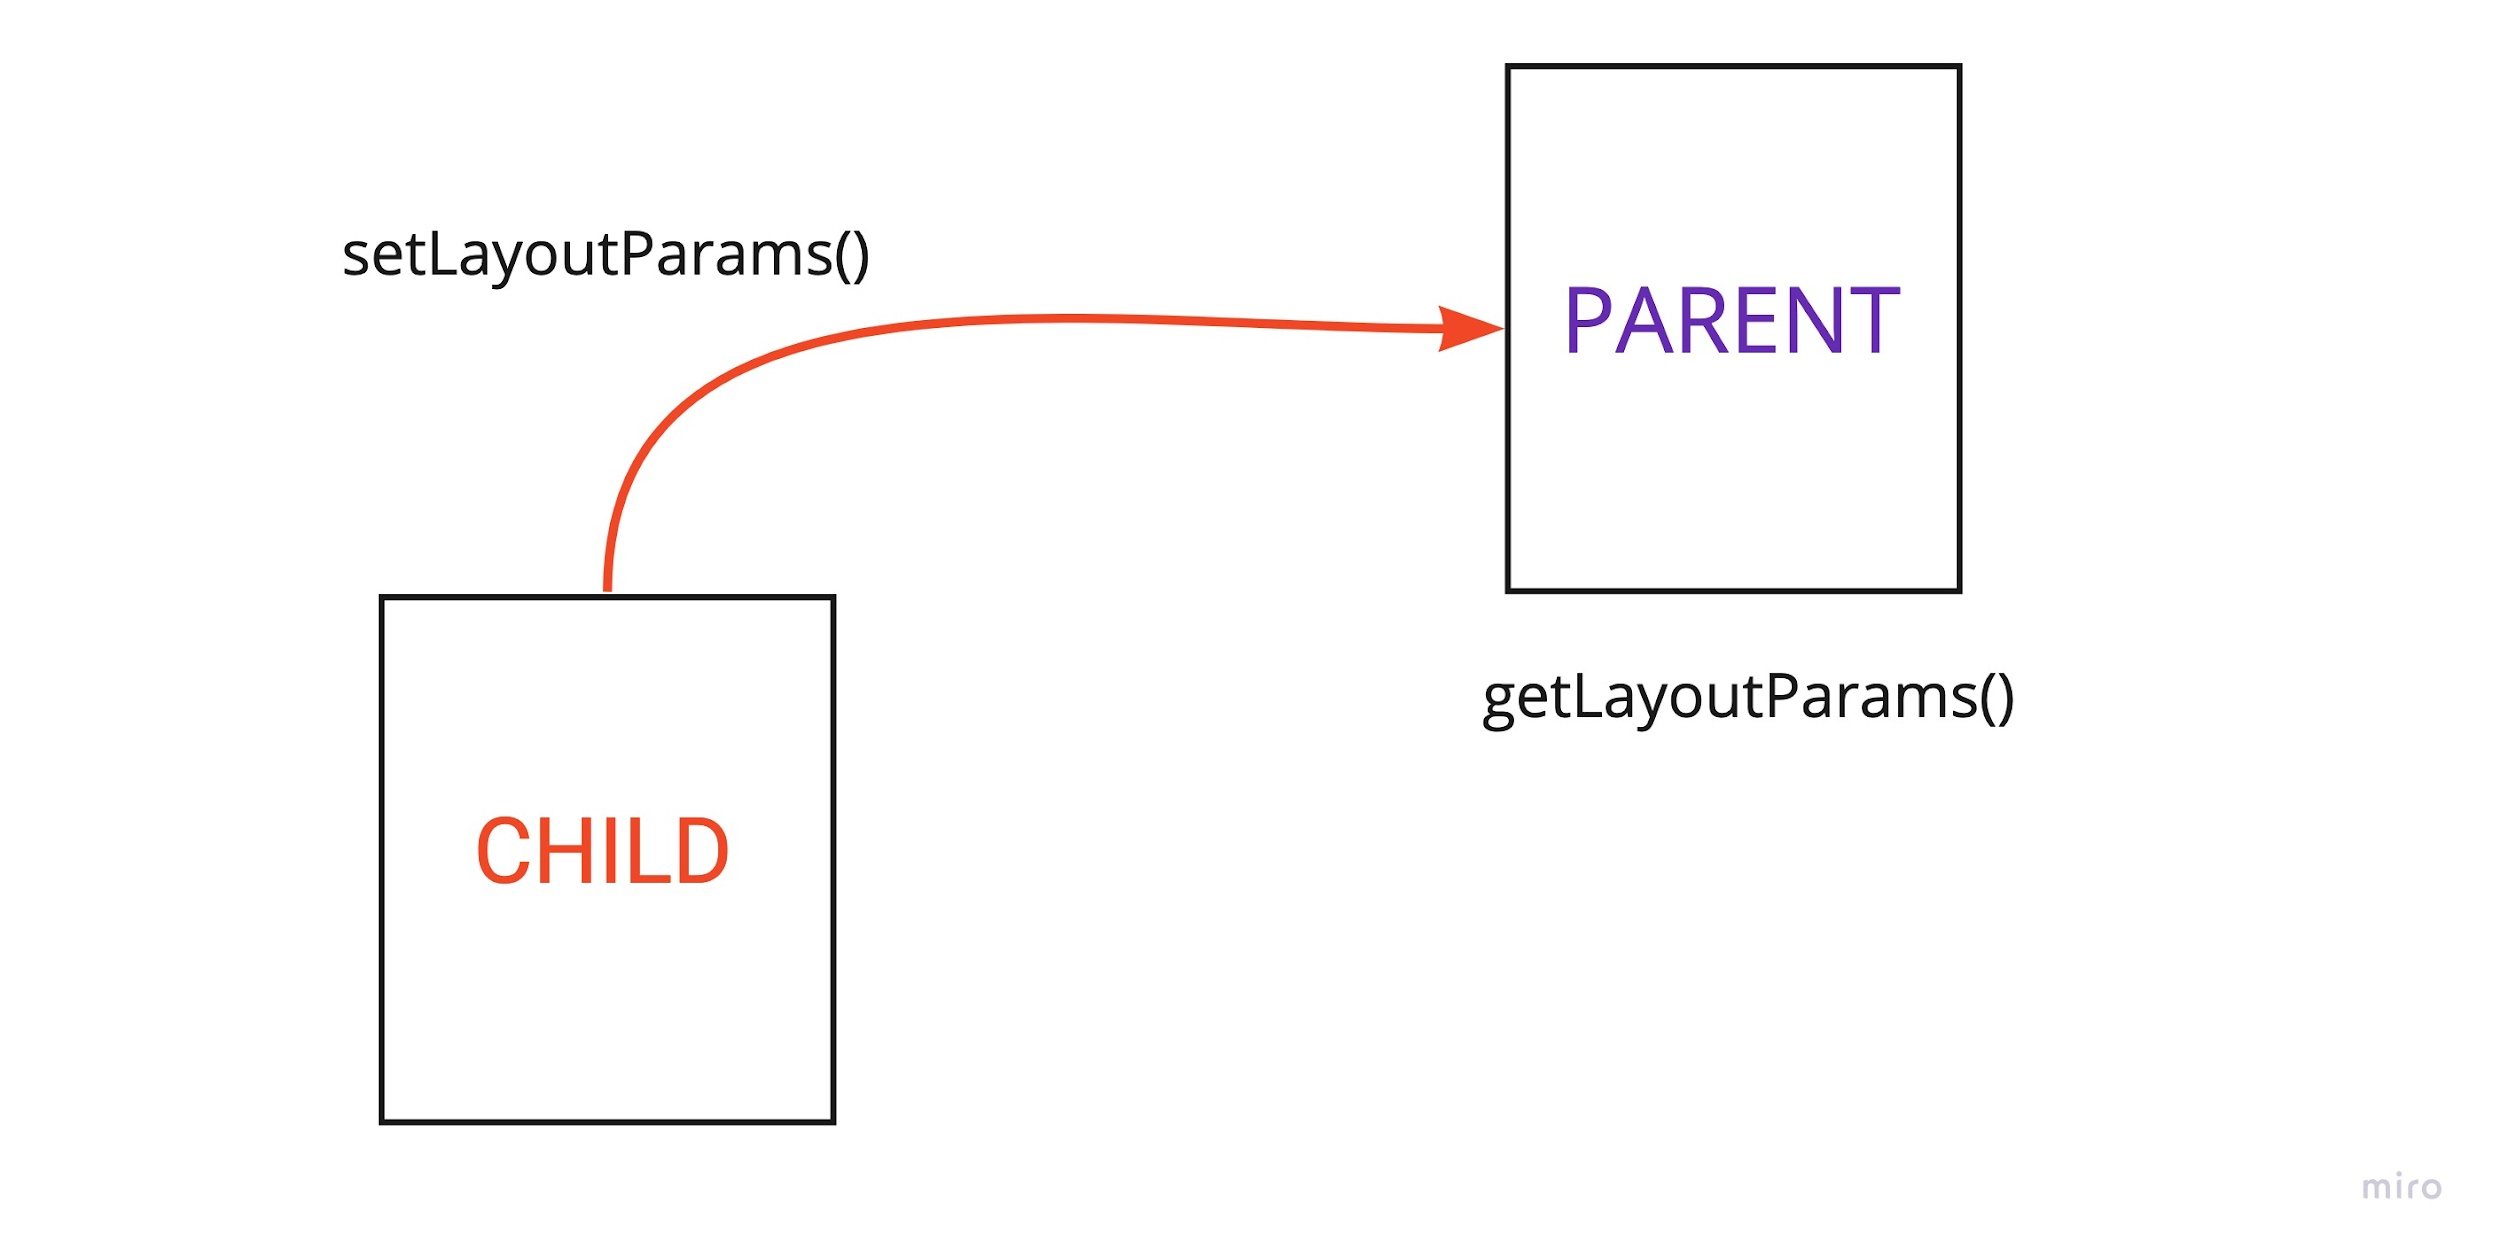 setLayoutParams()
PARENT
getLayoutParams()
CHILD
miro